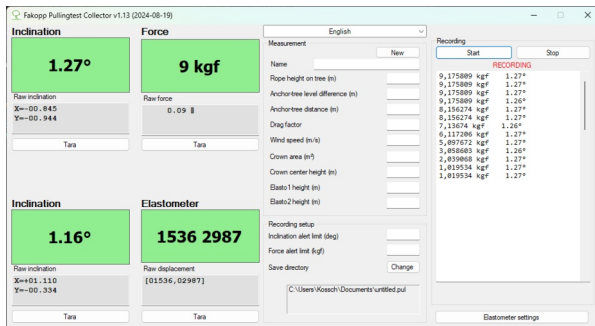 Fakopp Pullingtest Collector v1.13 (2024-08-19)
Inclination
1.27°
Raw inclination
X=-00.845
Y=-00.944
Tara
Force
9 kgf
Raw force
0.09
Tara
Inclination
1.16°
Raw inclination
X=+01.110
Y=-00.334
Tara
Elastometer
1536 2987
Raw displacement
[01536,02987]
Tara
English
Measurement
New
Name
Rope height on tree (m)
Anchor-tree level difference (m)
Anchor-tree distance (m)
Drag factor
Wind speed (m/s)
Crown area (m²)
Crown center height (m)
Elasto1 height (m)
Elasto2 height (m)
Recording setup
Inclination alert limit (deg)
Force alert limit (kgf)
Save directory
Change
C:\Users\Kossch\Documents\untitled.pul
Recording
Start Stop
RECORDING
9,175809 kgf 1.27°
9,175809 kgf 1.27°
9,175809 kgf 1.27°
9,175809 kgf 1.26°
8,156274 kgf 1.27°
8,156274 kgf 1.27°
7,13674 kgf 1.26°
6,117206 kgf 1.27°
5,097672 kgf 1.27°
3,058603 kgf 1.26°
2,039068 kgf 1.27°
1,019534 kgf 1.27°
1,019534 kgf 1.27°
Elastometer settings